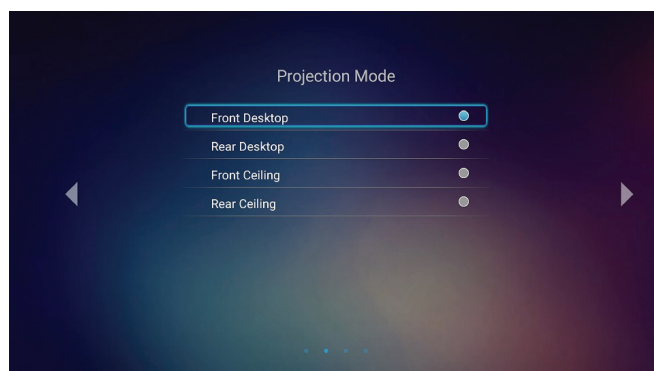 Projection Mode
Front Desktop
Rear Desktop
Front Ceiling
Rear Ceiling